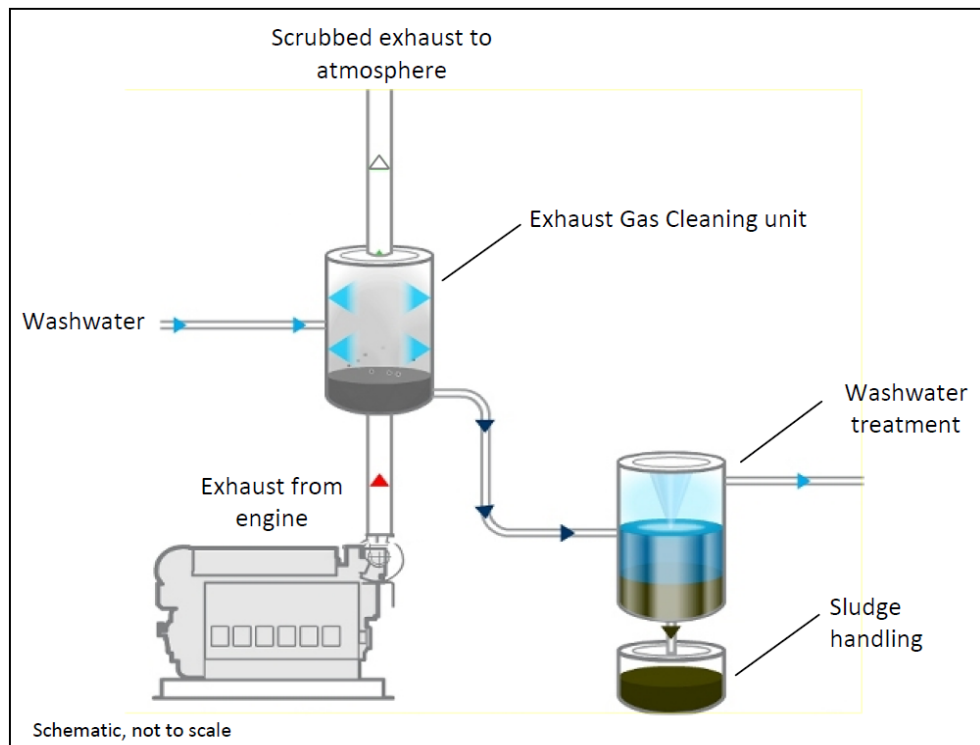 Scrubbed exhaust to
atmosphere
Exhaust Gas Cleaning unit
Washwater
Washwater
treatment
Exhaust from
engine
Sludge
handling
Schematic, not to scale